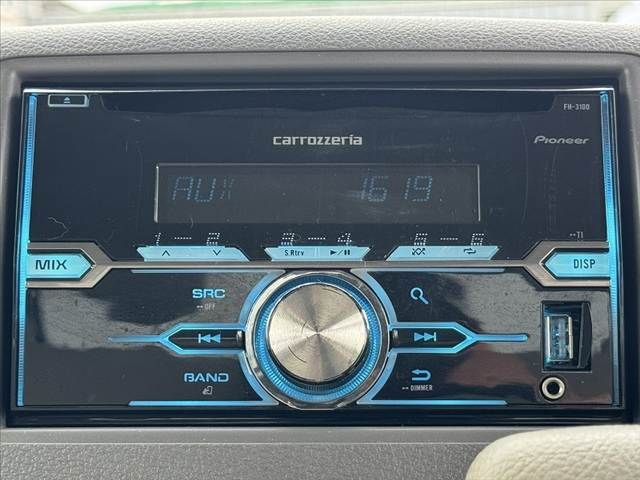 FH-3100
carrozzeria
Pioneer
AUX 1619
1 — 2 3 — 4 5 — 6
S.Rtrv
MIX
DISP
SRC
OFF
BAND
DIMMER